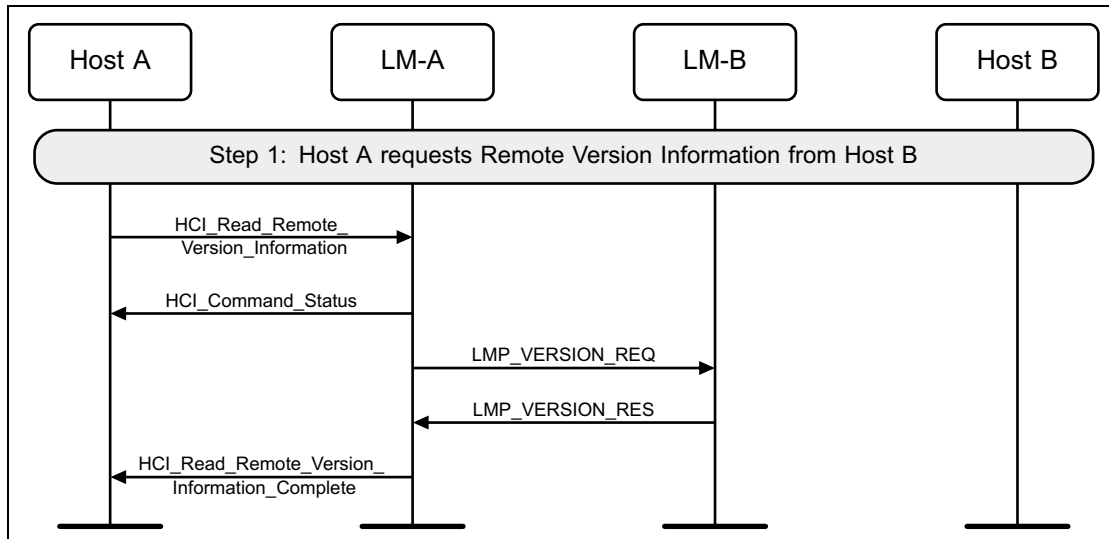 Host A
LM-A
LM-B
Host B
Step 1: Host A requests Remote Version Information from Host B
HCI_Read_Remote_
Version_Information
HCI_Command_Status
LMP_VERSION_REQ
LMP_VERSION_RES
HCI_Read_Remote_Version_
Information_Complete